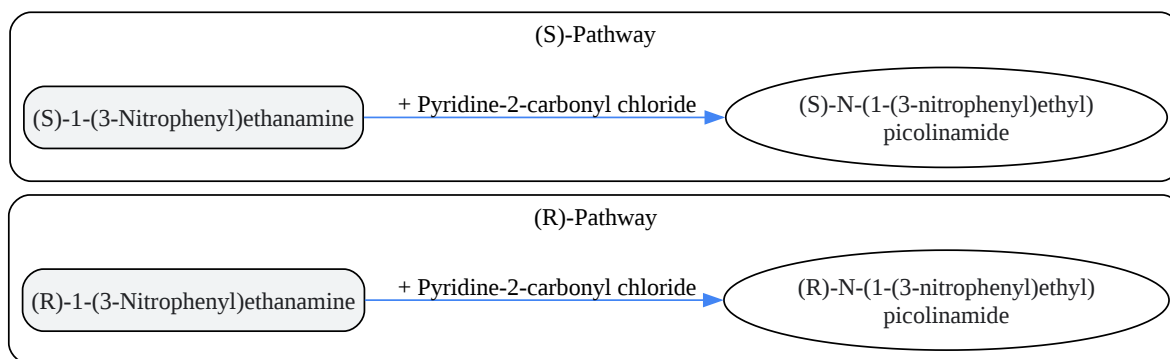 (S)-Pathway
(S)-1-(3-Nitrophenyl)ethanamine
+ Pyridine-2-carbonyl chloride
(S)-N-(1-(3-nitrophenyl)ethyl)
picolinamide
(R)-Pathway
(R)-1-(3-Nitrophenyl)ethanamine
+ Pyridine-2-carbonyl chloride
(R)-N-(1-(3-nitrophenyl)ethyl)
picolinamide